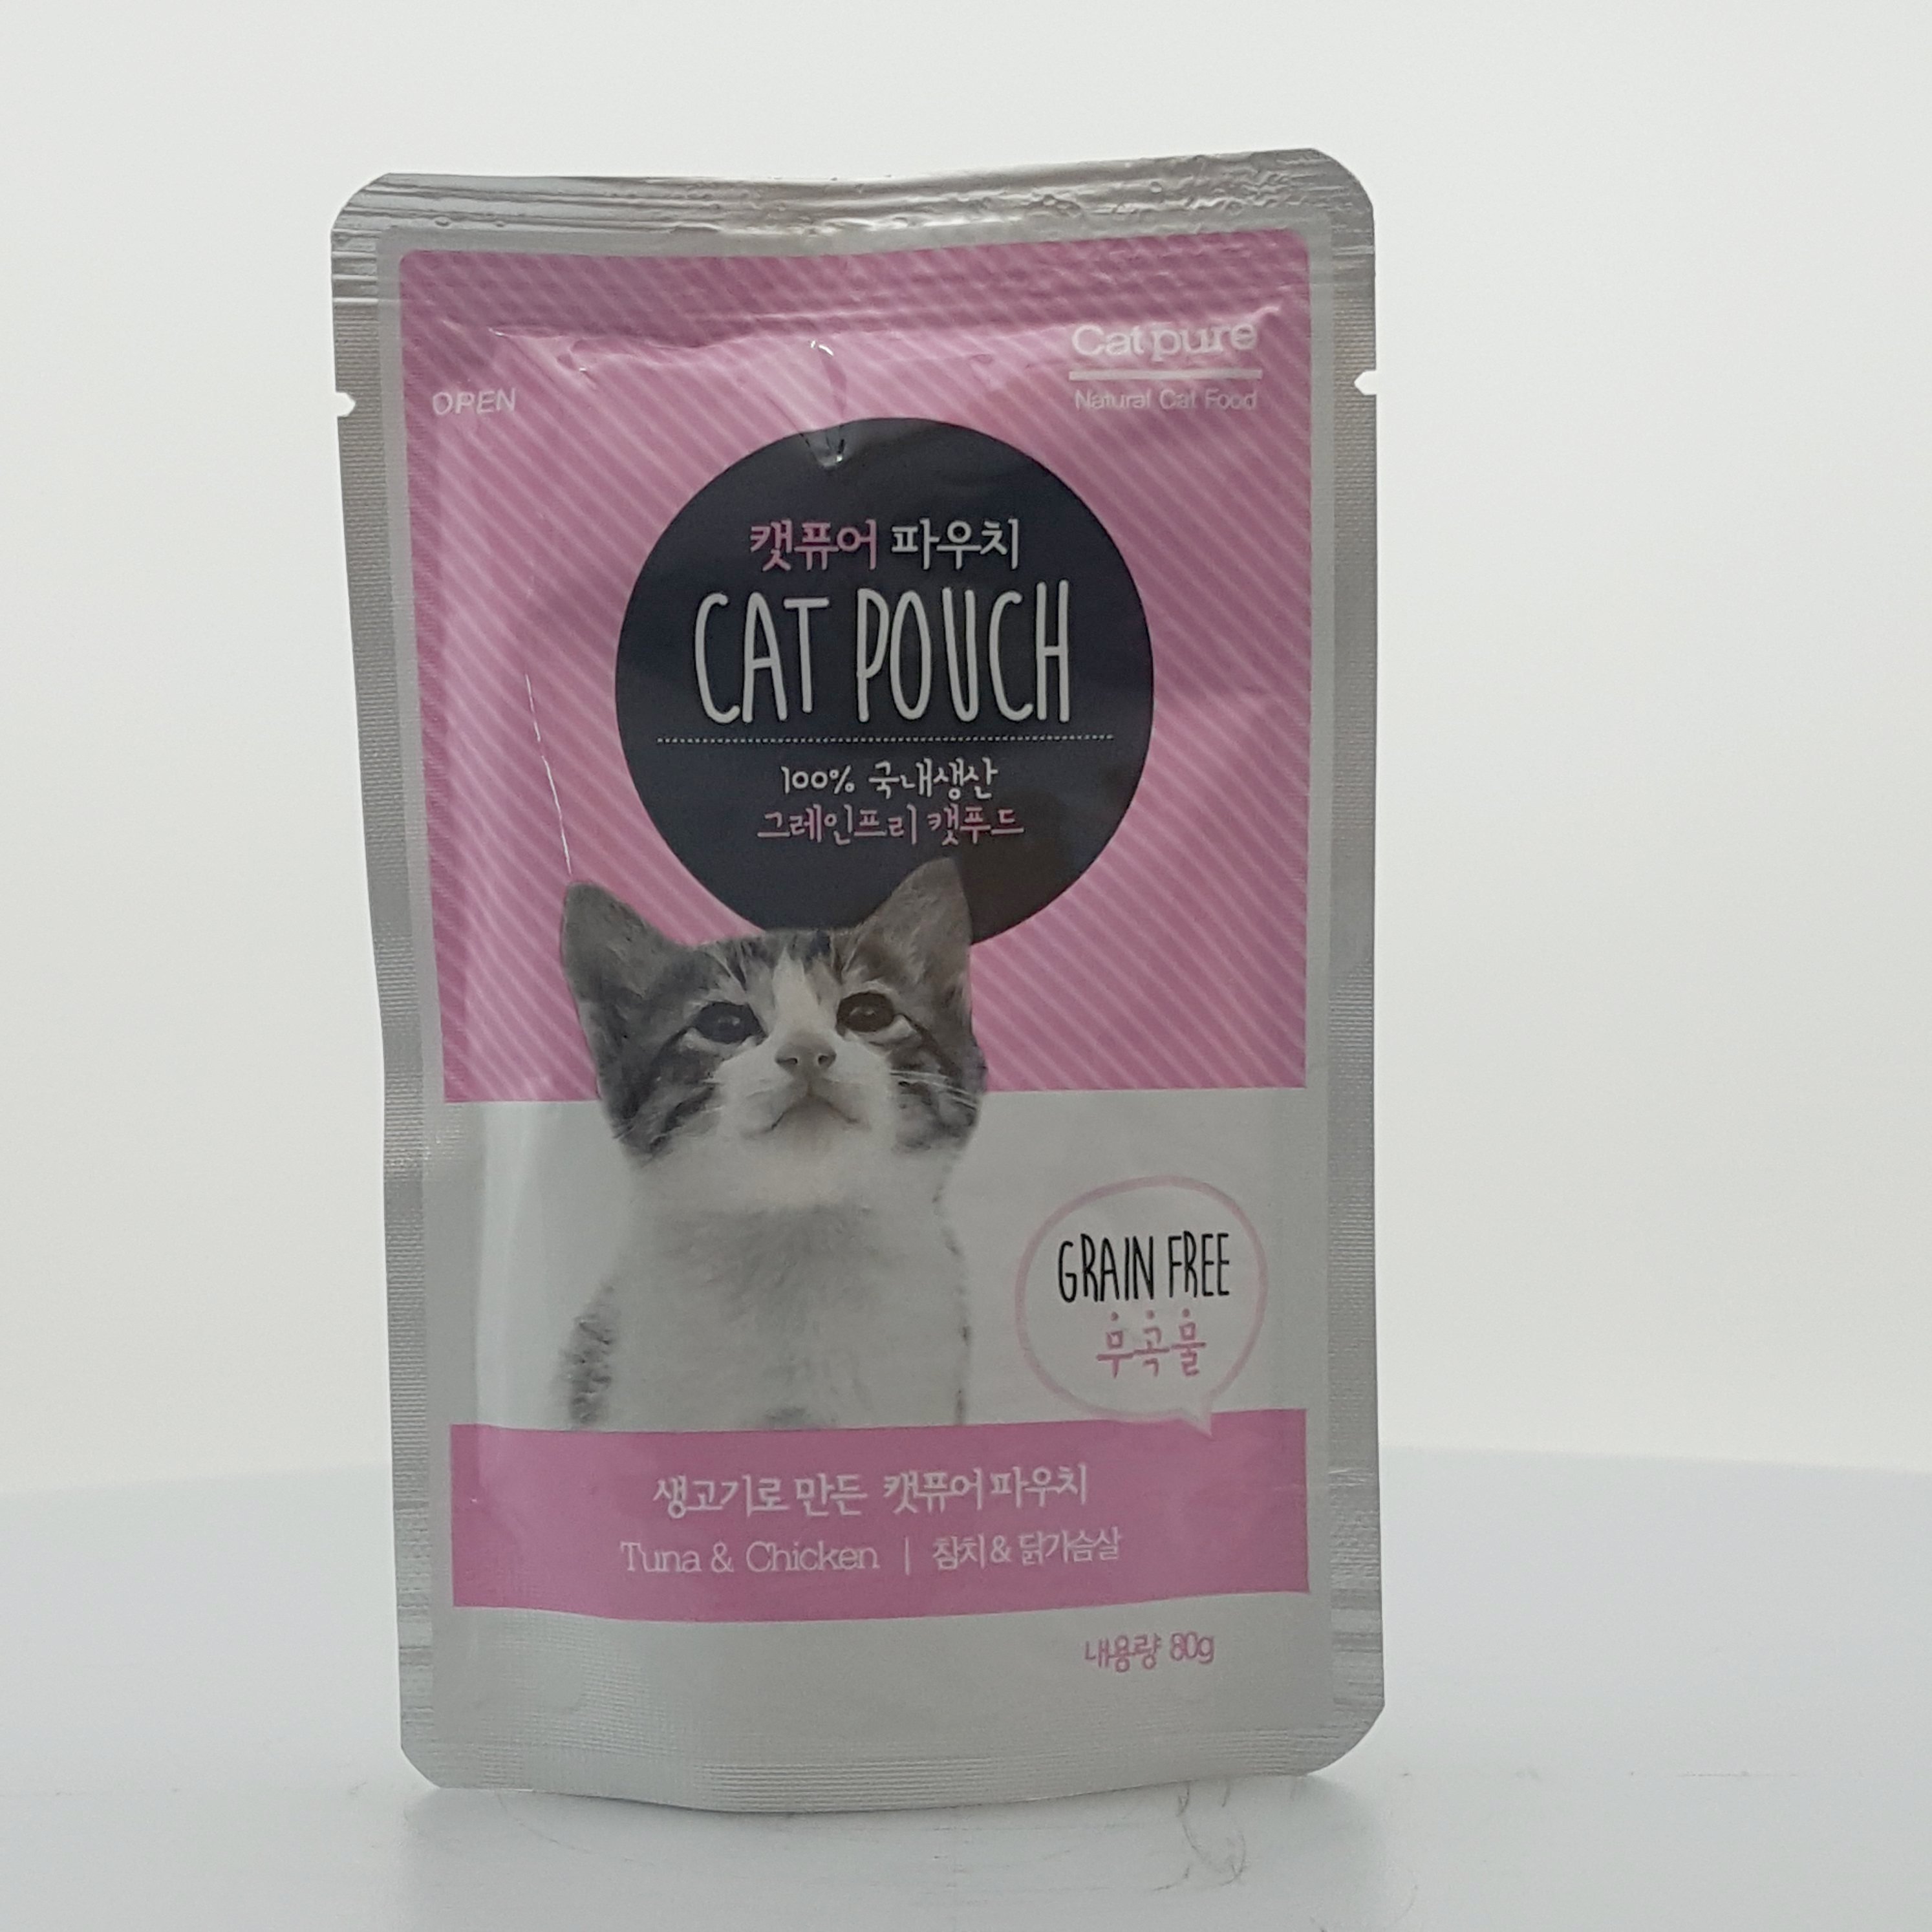 Catpure
Natural Cat Food
OPEN
캣퓨어 파우치
CAT POUCH
100% 국내생산
그레인프리 캣푸드
GRAIN FREE
무곡물
생고기로 만든 캣퓨어파우치
Tuna & Chicken | 참치 & 닭가슴살
내용량 80g